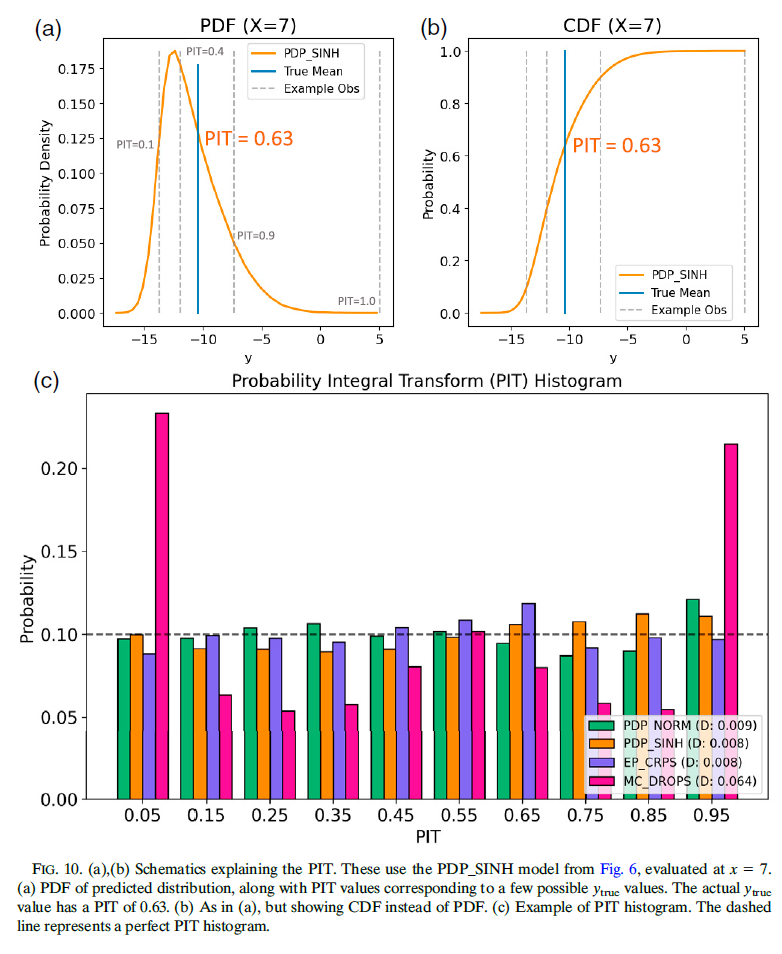 (a)
PDF (X=7)
0.175
0.150
0.125
0.100
0.075
0.050
0.025
0.000
Probability Density
PIT=0.4
PIT=0.1
PIT = 0.63
PIT=0.9
PIT=1.0
PDP_SINH
True Mean
Example Obs
−15
−10
−5
0
5
y
(b)
CDF (X=7)
1.0
0.8
0.6
0.4
0.2
0.0
Probability
PIT = 0.63
PDP_SINH
True Mean
Example Obs
−15
−10
−5
0
5
y
(c)
Probability Integral Transform (PIT) Histogram
0.20
0.15
0.10
0.05
0.00
Probability
PDP_NORM (D: 0.009)
PDP_SINH (D: 0.008)
EP_CRPS (D: 0.008)
MC_DROPS (D: 0.064)
0.05
0.15
0.25
0.35
0.45
0.55
0.65
0.75
0.85
0.95
PIT
FIG. 10. (a),(b) Schematics explaining the PIT. These use the PDP_SINH model from Fig. 6, evaluated at x = 7.
(a) PDF of predicted distribution, along with PIT values corresponding to a few possible ytrue values. The actual ytrue
value has a PIT of 0.63. (b) As in (a), but showing CDF instead of PDF. (c) Example of PIT histogram. The dashed
line represents a perfect PIT histogram.